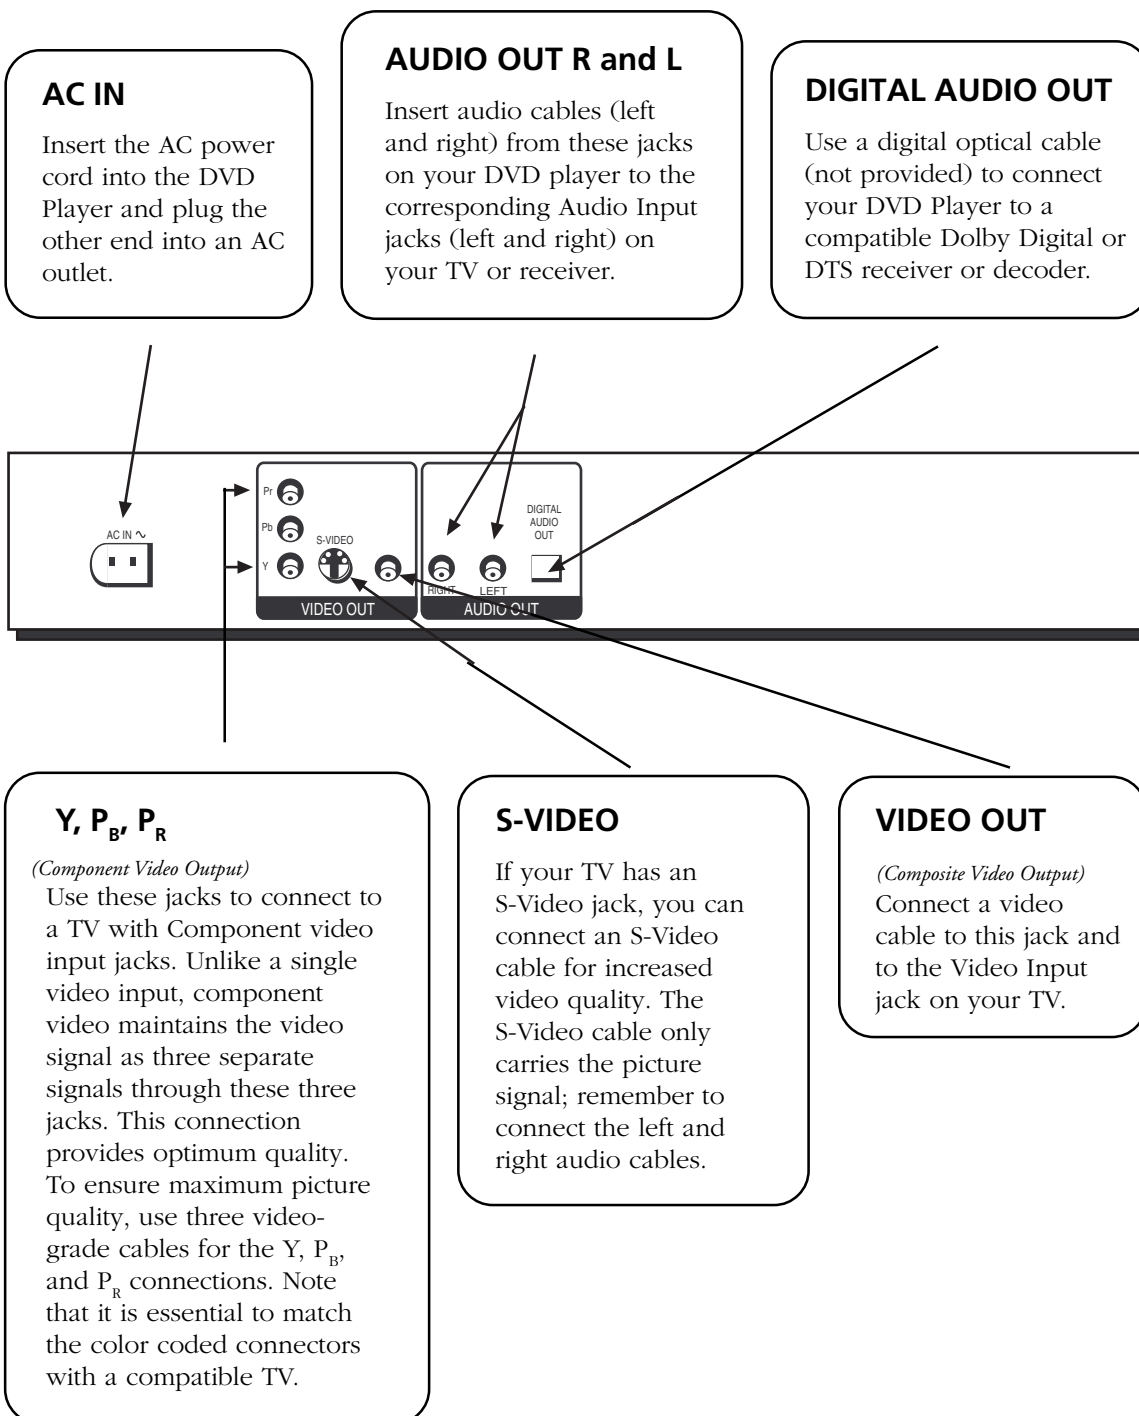 AC IN
Insert the AC power
cord into the DVD
Player and plug the
other end into an AC
outlet.
AUDIO OUT R and L
Insert audio cables (left
and right) from these jacks
on your DVD player to the
corresponding Audio Input
jacks (left and right) on
your TV or receiver.
DIGITAL AUDIO OUT
Use a digital optical cable
(not provided) to connect
your DVD Player to a
compatible Dolby Digital or
DTS receiver or decoder.
AC IN ∿
Pr
Pb
Y
S-VIDEO
VIDEO OUT
RIGHT
LEFT
DIGITAL
AUDIO
OUT
AUDIO OUT
Y, PB, PR
(Component Video Output)
Use these jacks to connect to
a TV with Component video
input jacks. Unlike a single
video input, component
video maintains the video
signal as three separate
signals through these three
jacks. This connection
provides optimum quality.
To ensure maximum picture
quality, use three video-
grade cables for the Y, PB,
and PR connections. Note
that it is essential to match
the color coded connectors
with a compatible TV.
S-VIDEO
If your TV has an
S-Video jack, you can
connect an S-Video
cable for increased
video quality. The
S-Video cable only
carries the picture
signal; remember to
connect the left and
right audio cables.
VIDEO OUT
(Composite Video Output)
Connect a video
cable to this jack and
to the Video Input
jack on your TV.